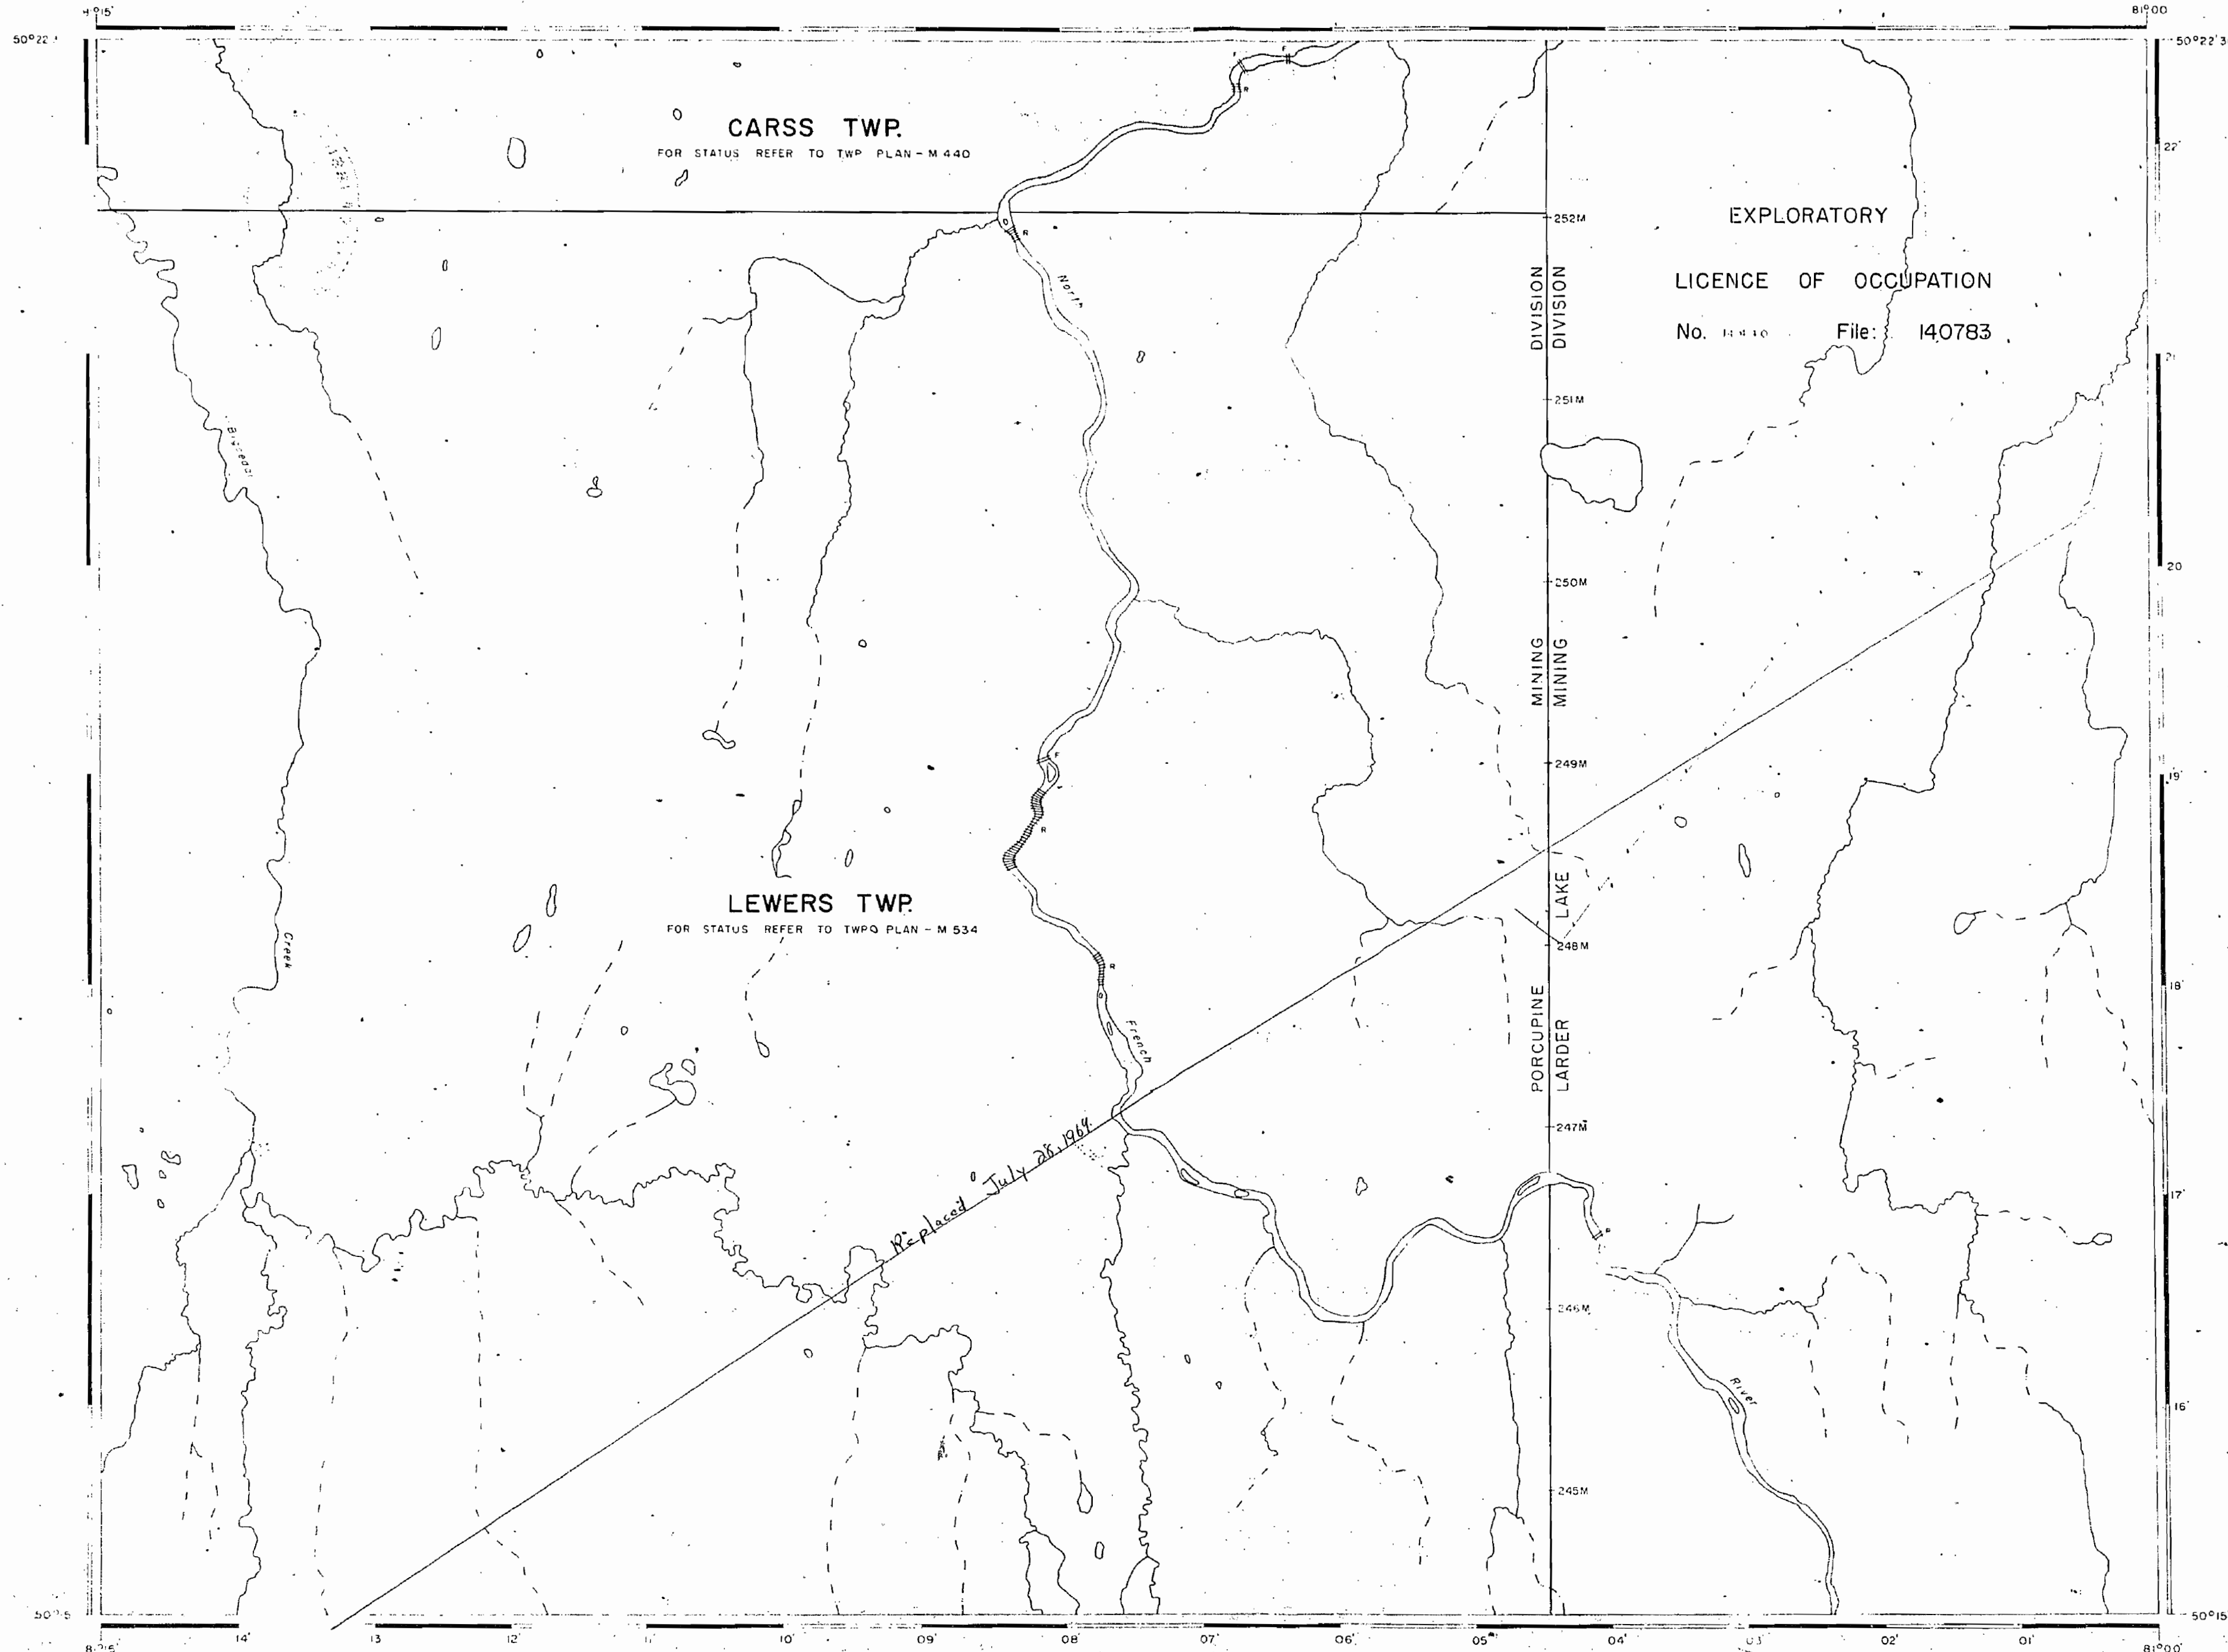 81°00
50°22'3
CARSS TWP.
FOR STATUS REFER TO TWP PLAN – M 440
F F
R
22'
252M
EXPLORATORY
R
North
DIVISION
DIVISION
LICENCE OF OCCUPATION
No. File: 140783
21
251M
20
250M
MINING
MINING
F
249M
19'
R
LEWERS TWP.
FOR STATUS REFER TO TWPO PLAN – M 534
LAKE
Creek
248M
R
18'
French
PORCUPINE
LARDER
247M
Replaced July 28, 1964.
17'
246M
River
16'
245M
50°15
14' 13 12' 11' 10' 09' 08' 07' 06' 05' 04' 03' 02' 01' 81°00'